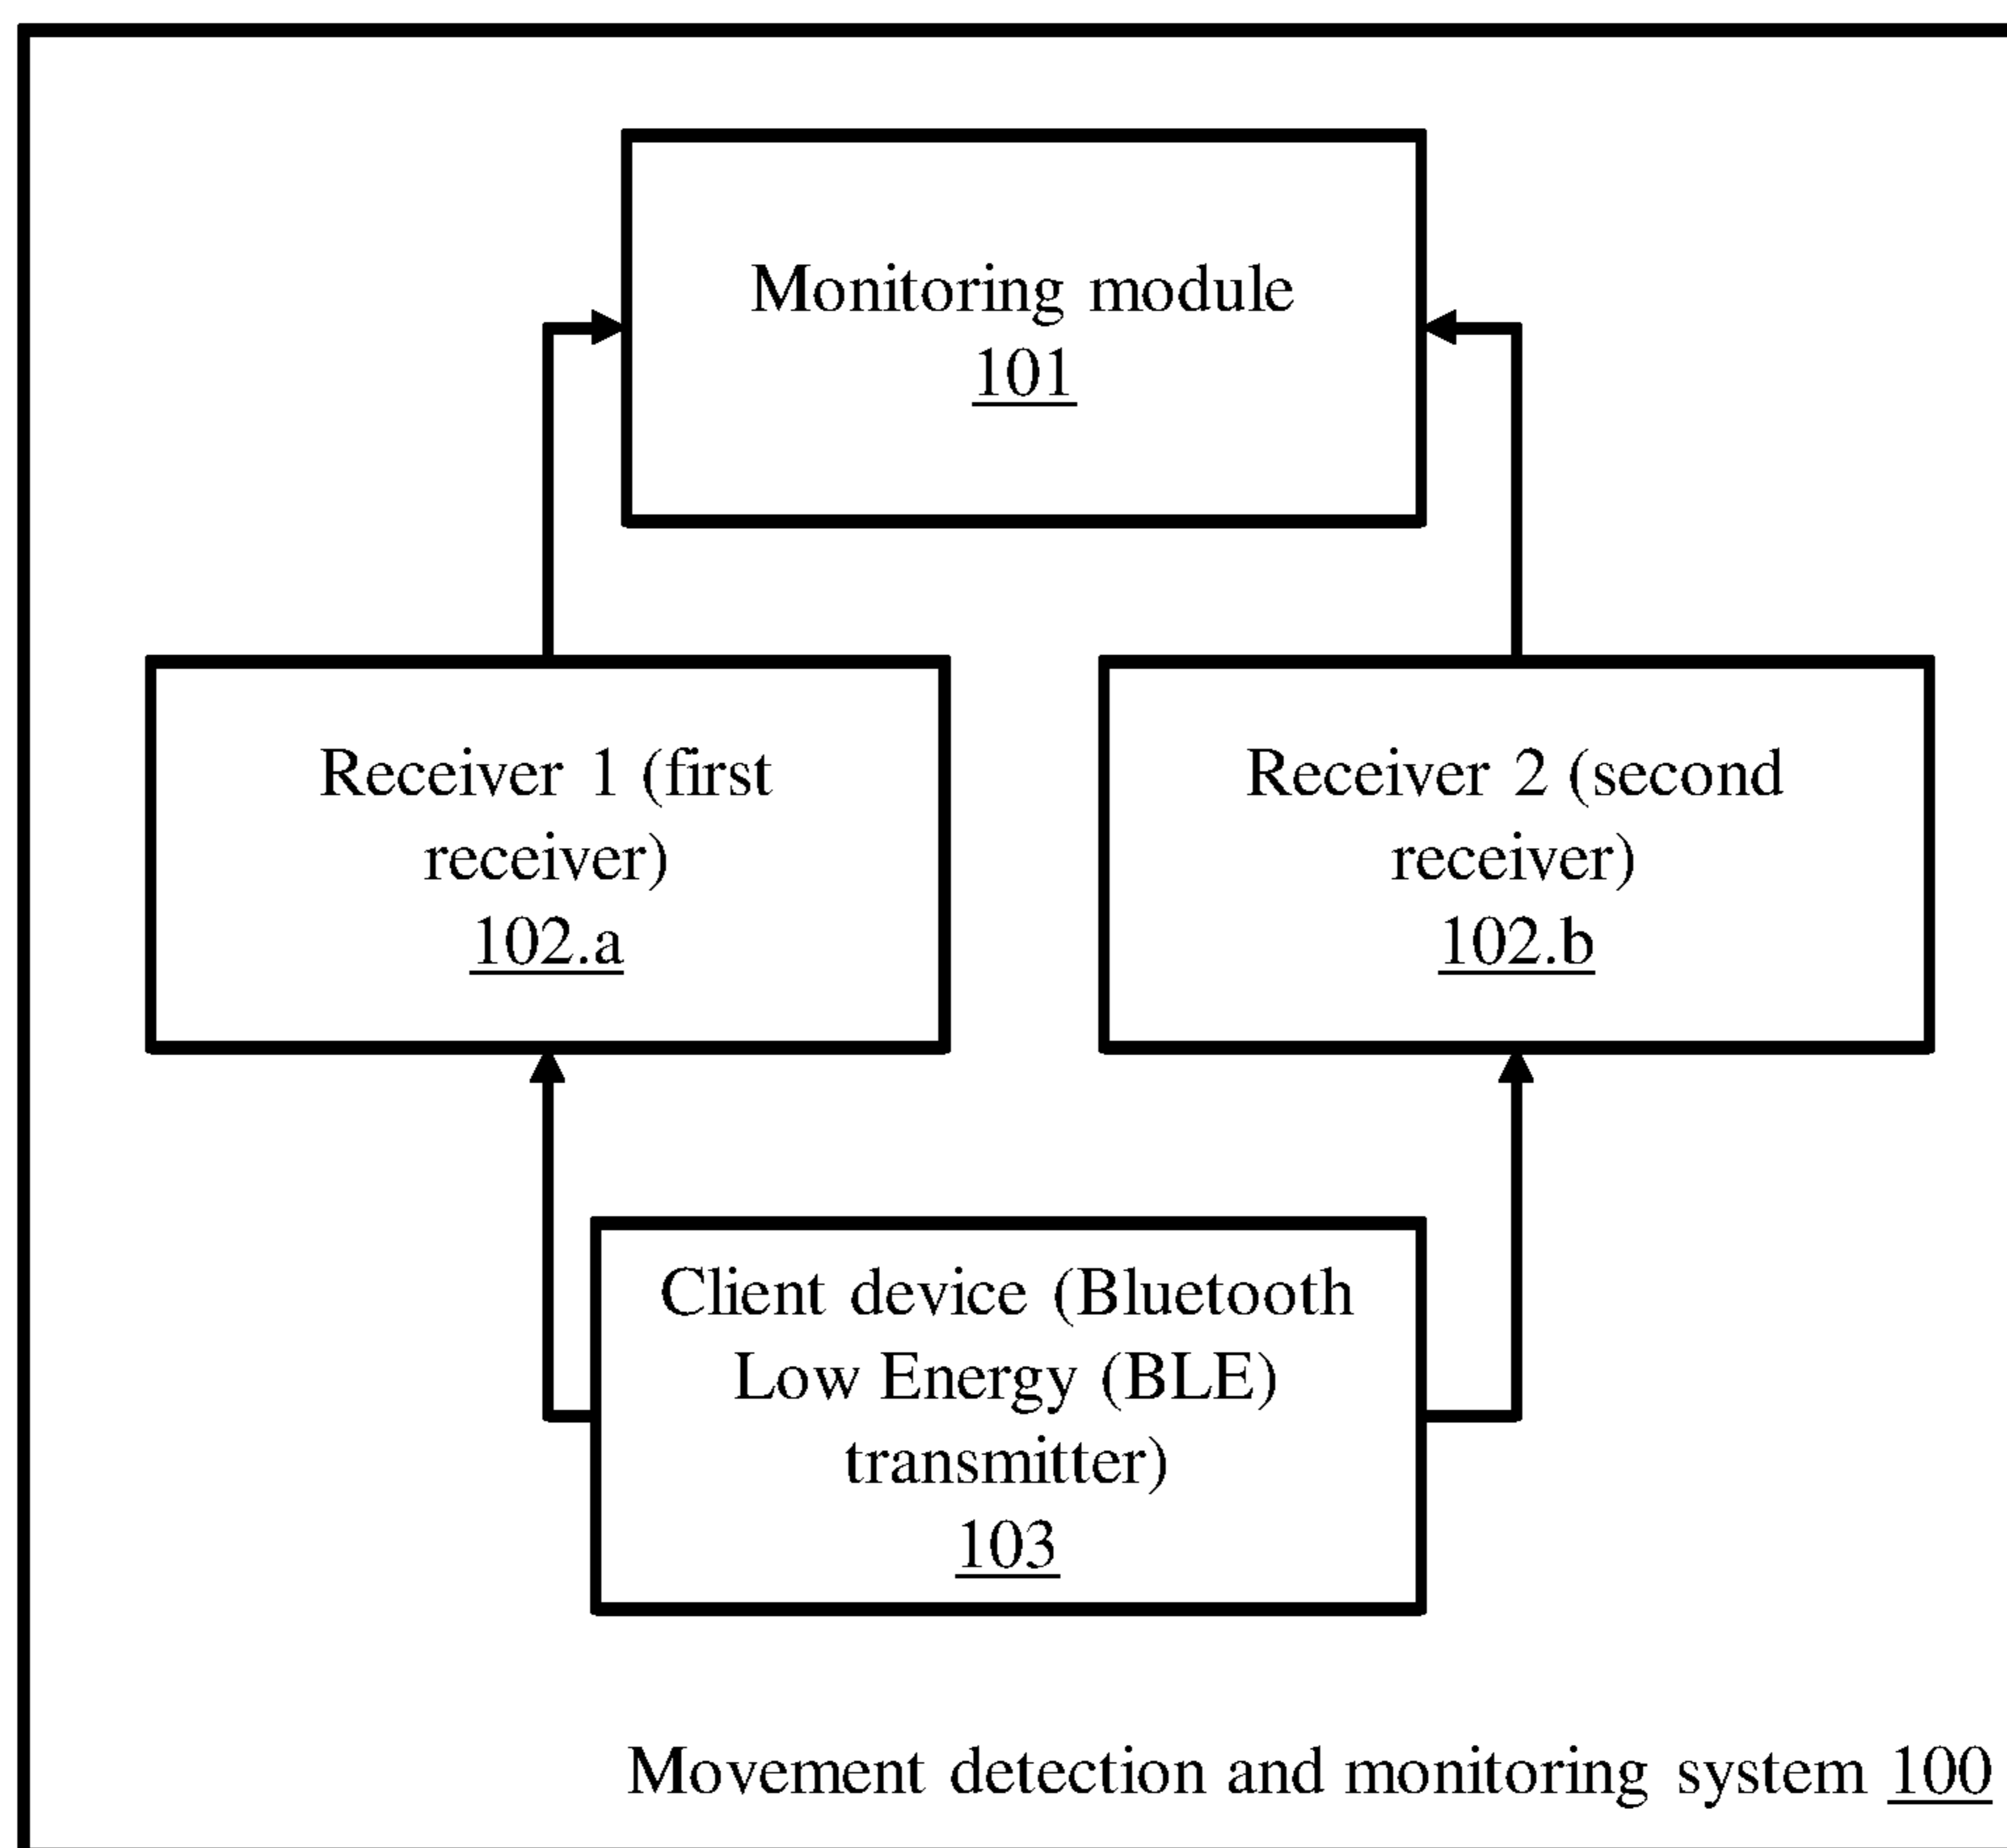 Monitoring module
101
Receiver 1 (first
receiver)
102.a
Receiver 2 (second
receiver)
102.b
Client device (Bluetooth
Low Energy (BLE)
transmitter)
103
Movement detection and monitoring system 100